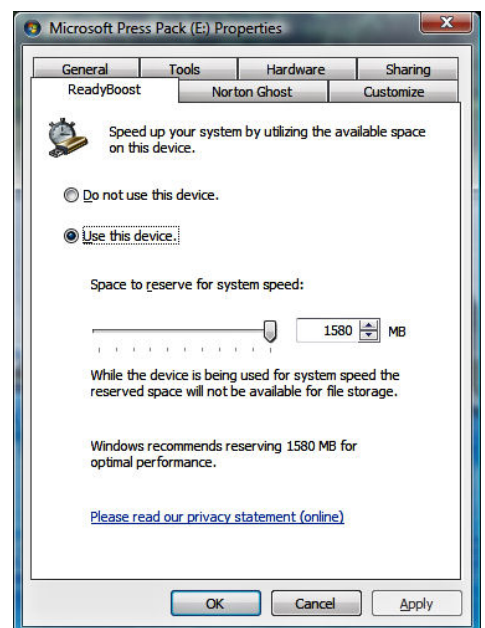 Microsoft Press Pack (E:) Properties
General Tools Hardware Sharing
ReadyBoost Norton Ghost Customize
Speed up your system by utilizing the available space
on this device.
Do not use this device.
Use this device.
Space to reserve for system speed:
1580 MB
While the device is being used for system speed the
reserved space will not be available for file storage.
Windows recommends reserving 1580 MB for
optimal performance.
Please read our privacy statement (online)
OK Cancel Apply